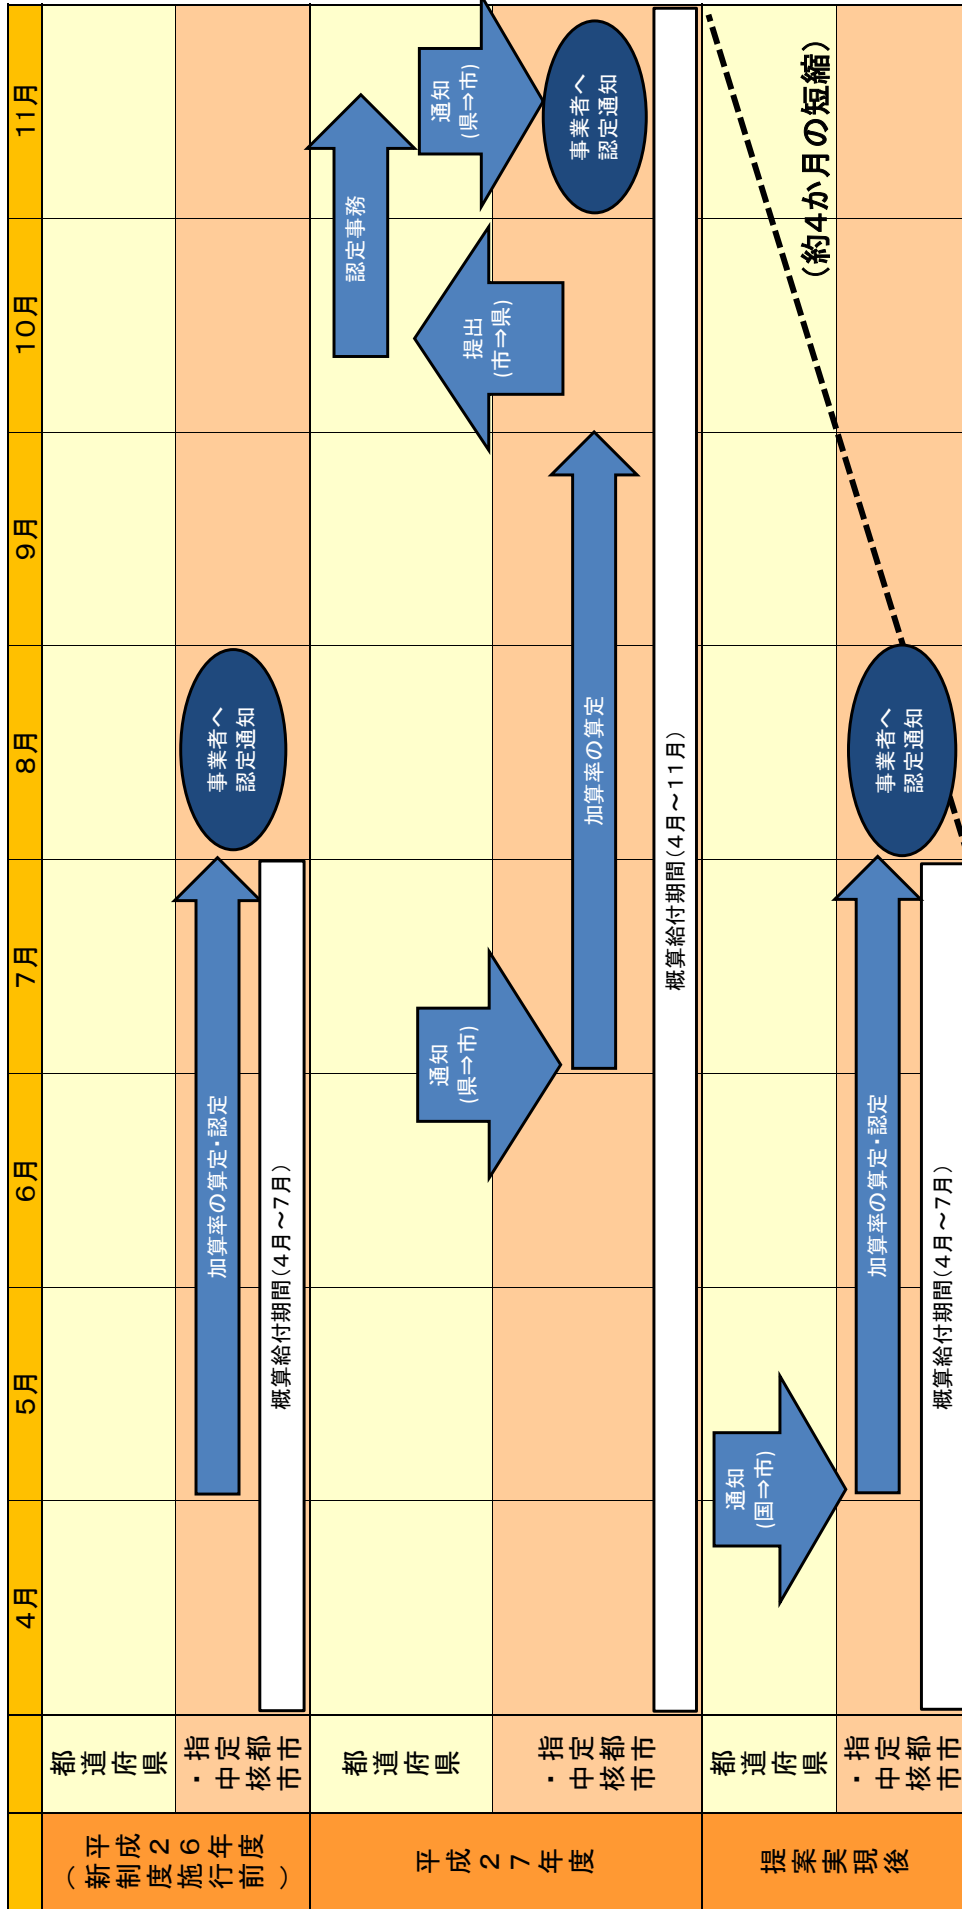 4月
5月
6月
7月
8月
9月
10月
11月
平成26年度
(新制度施行前)
都道府県
指定都市
・中核市
加算率の算定・認定
事業者へ
認定通知
概算給付期間(4月～7月)
平成27年度
都道府県
指定都市
・中核市
通知
(県⇒市)
加算率の算定
提出
(市⇒県)
認定事務
通知
(県⇒市)
事業者へ
認定通知
概算給付期間(4月～11月)
提案実現後
都道府県
指定都市
・中核市
通知
(国⇒市)
加算率の算定・認定
事業者へ
認定通知
概算給付期間(4月～7月)
(約4か月の短縮)